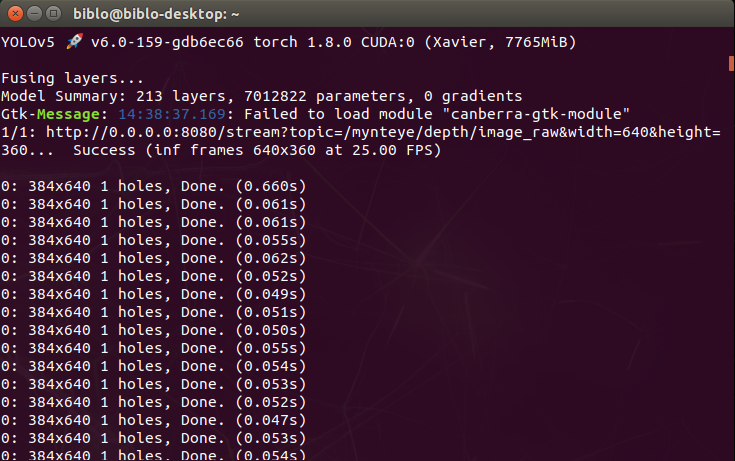 biblo@biblo-desktop: ~
YOLOv5 🚀 v6.0-159-gdb6ec66 torch 1.8.0 CUDA:0 (Xavier, 7765MiB)
Fusing layers...
Model Summary: 213 layers, 7012822 parameters, 0 gradients
Gtk-Message: 14:38:37.169: Failed to load module "canberra-gtk-module"
1/1: http://0.0.0.0:8080/stream?topic=/mynteye/depth/image_raw&width=640&height=
360...  Success (inf frames 640x360 at 25.00 FPS)
0: 384x640 1 holes, Done. (0.660s)
0: 384x640 1 holes, Done. (0.061s)
0: 384x640 1 holes, Done. (0.061s)
0: 384x640 1 holes, Done. (0.055s)
0: 384x640 1 holes, Done. (0.062s)
0: 384x640 1 holes, Done. (0.052s)
0: 384x640 1 holes, Done. (0.049s)
0: 384x640 1 holes, Done. (0.051s)
0: 384x640 1 holes, Done. (0.050s)
0: 384x640 1 holes, Done. (0.055s)
0: 384x640 1 holes, Done. (0.054s)
0: 384x640 1 holes, Done. (0.053s)
0: 384x640 1 holes, Done. (0.052s)
0: 384x640 1 holes, Done. (0.047s)
0: 384x640 1 holes, Done. (0.053s)
0: 384x640 1 holes, Done. (0.054s)